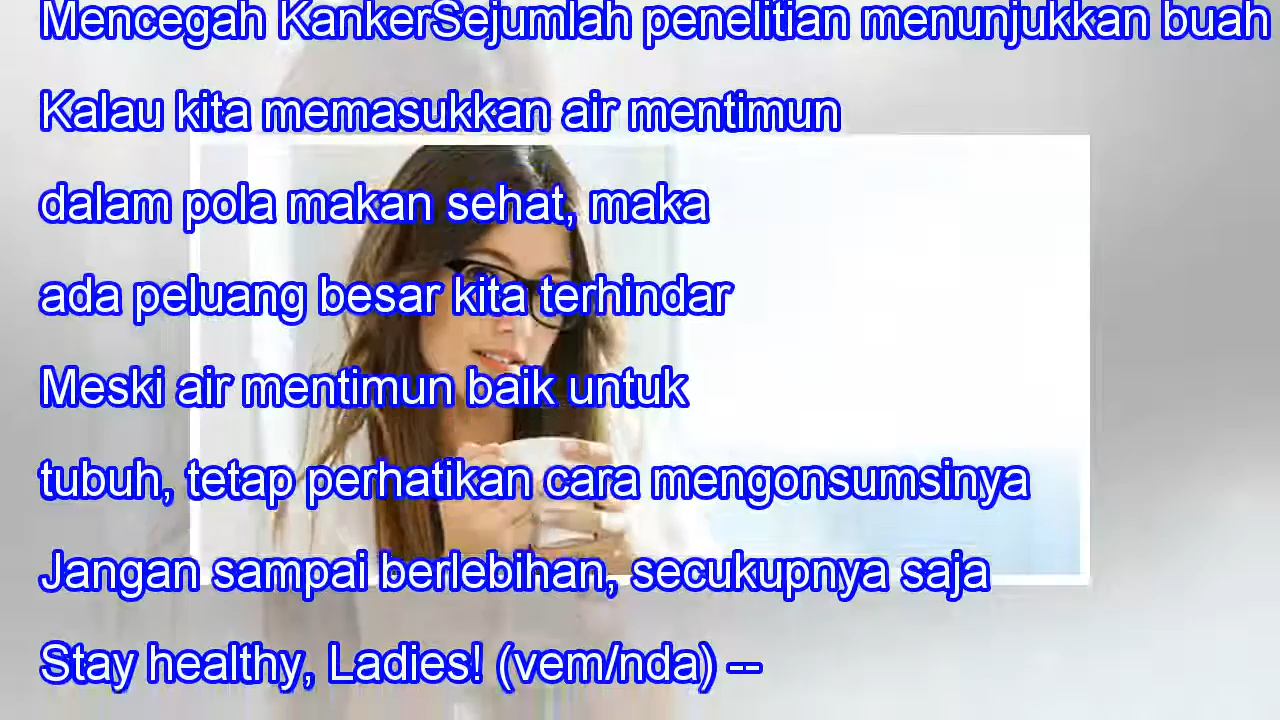 Mencegah KankerSejumlah penelitian menunjukkan buah
Kalau kita memasukkan air mentimun
dalam pola makan sehat, maka
ada peluang besar kita terhindar
Meski air mentimun baik untuk
tubuh, tetap perhatikan cara mengonsumsinya
Jangan sampai berlebihan, secukupnya saja
Stay healthy, Ladies! (vem/nda) --